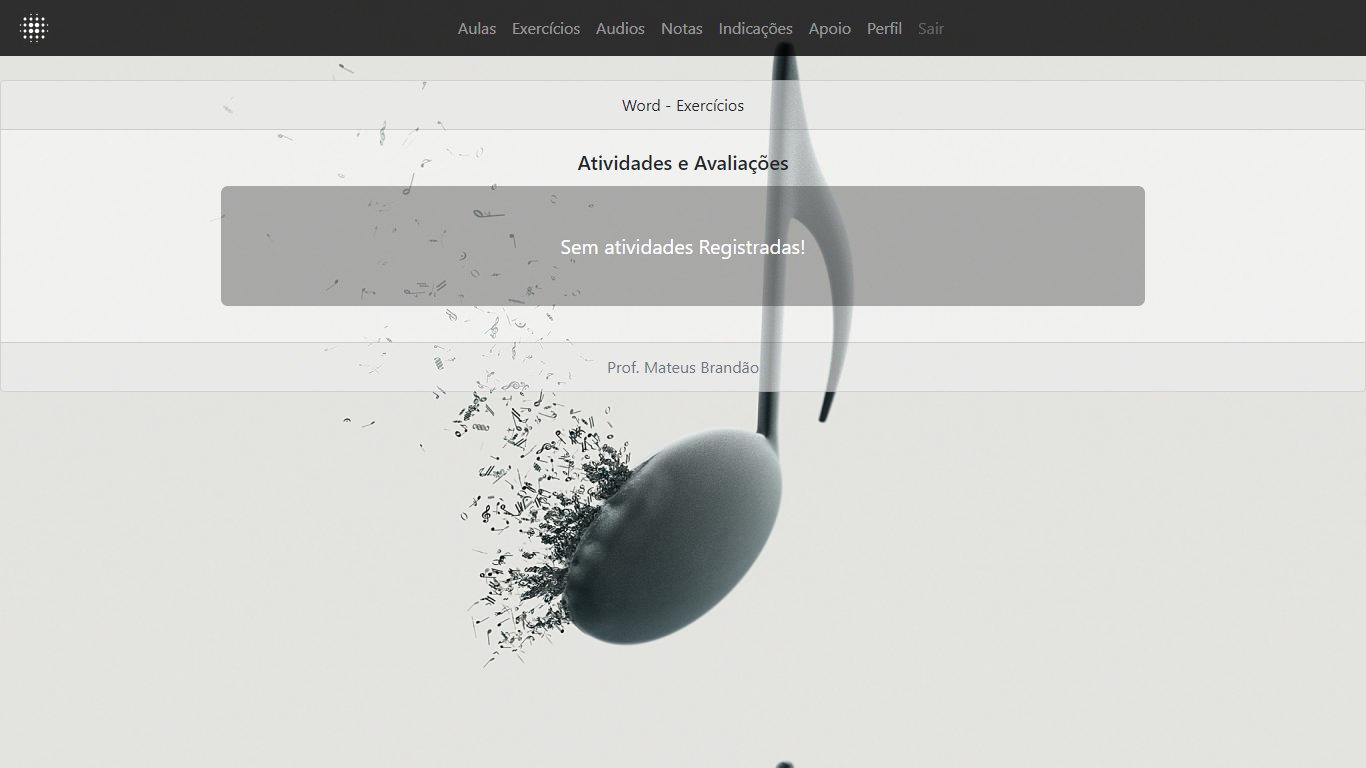 Aulas Exercícios Audios Notas Indicações Apoio Perfil Sair
Word - Exercícios
Atividades e Avaliações
Sem atividades Registradas!
Prof. Mateus Brandão